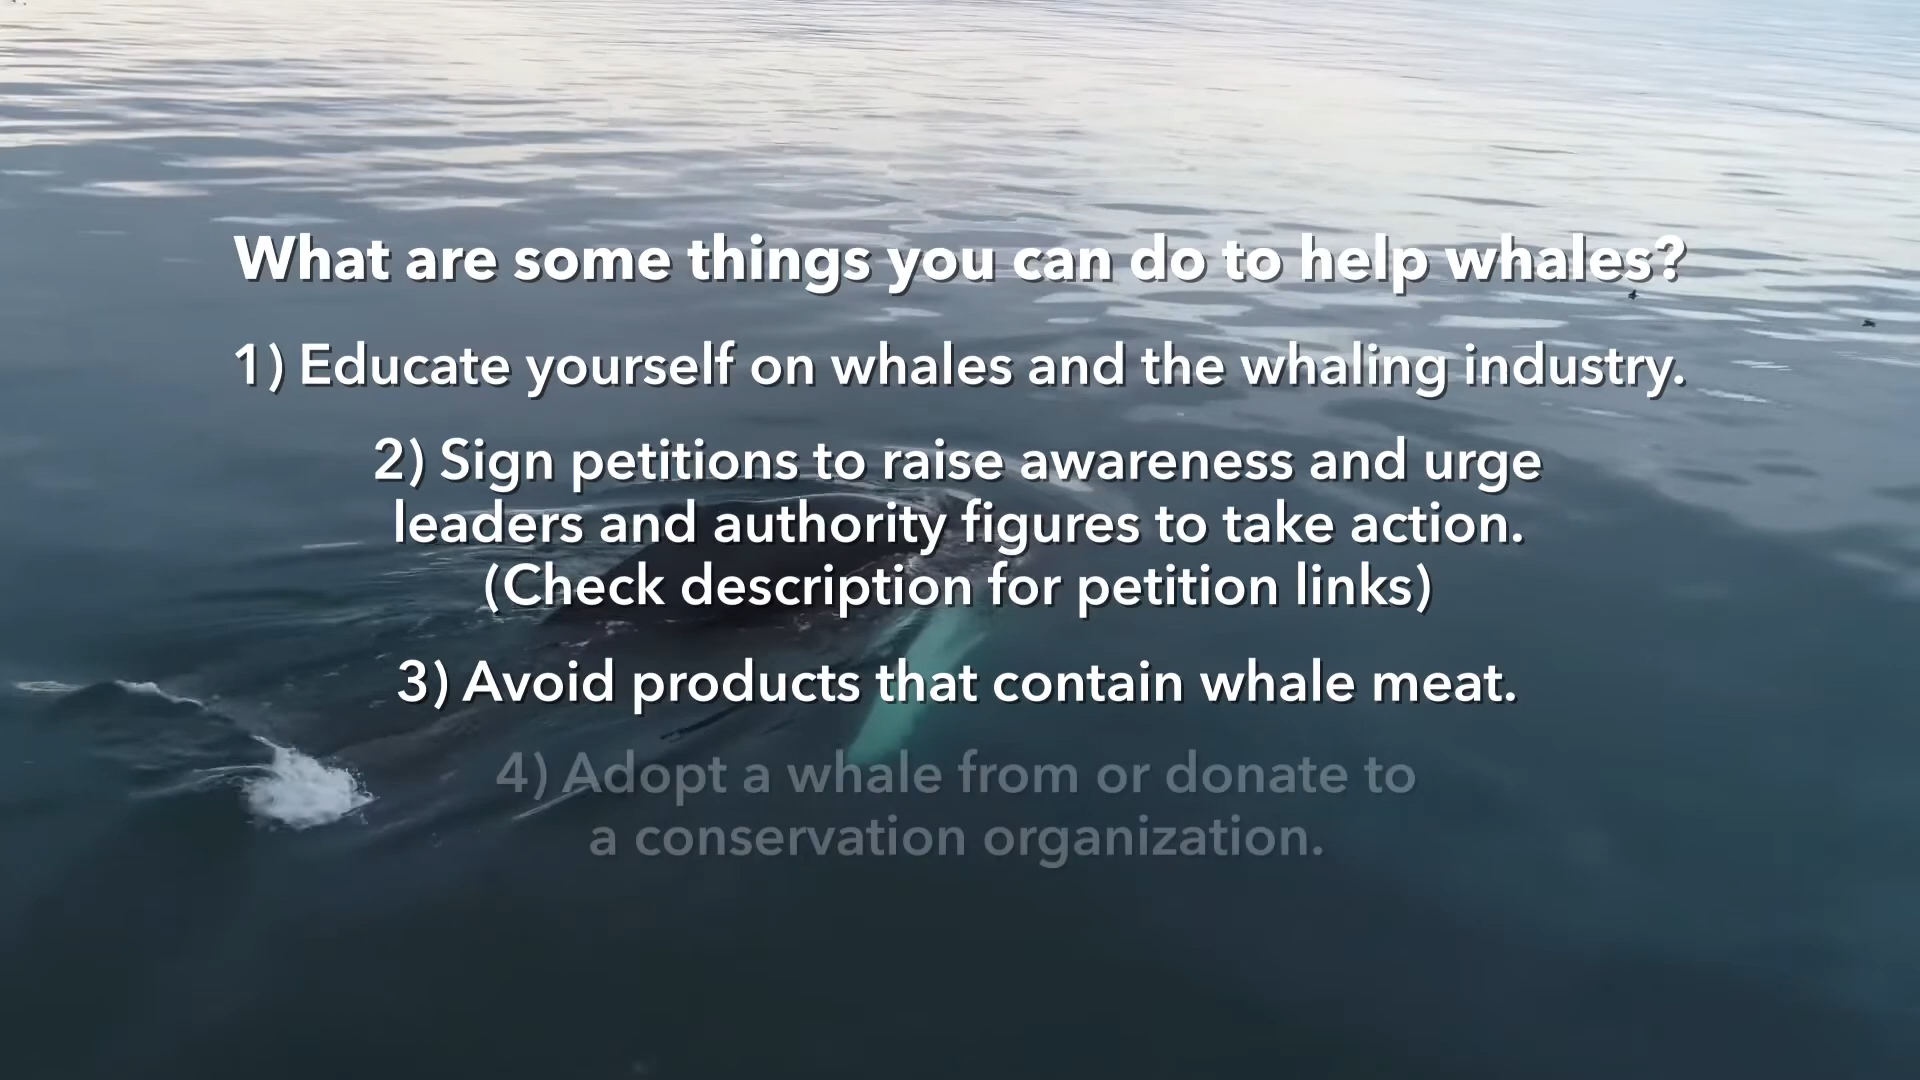 What are some things you can do to help whales?
1) Educate yourself on whales and the whaling industry.
2) Sign petitions to raise awareness and urge
leaders and authority figures to take action.
(Check description for petition links)
3) Avoid products that contain whale meat.
4) Adopt a whale from or donate to
a conservation organization.